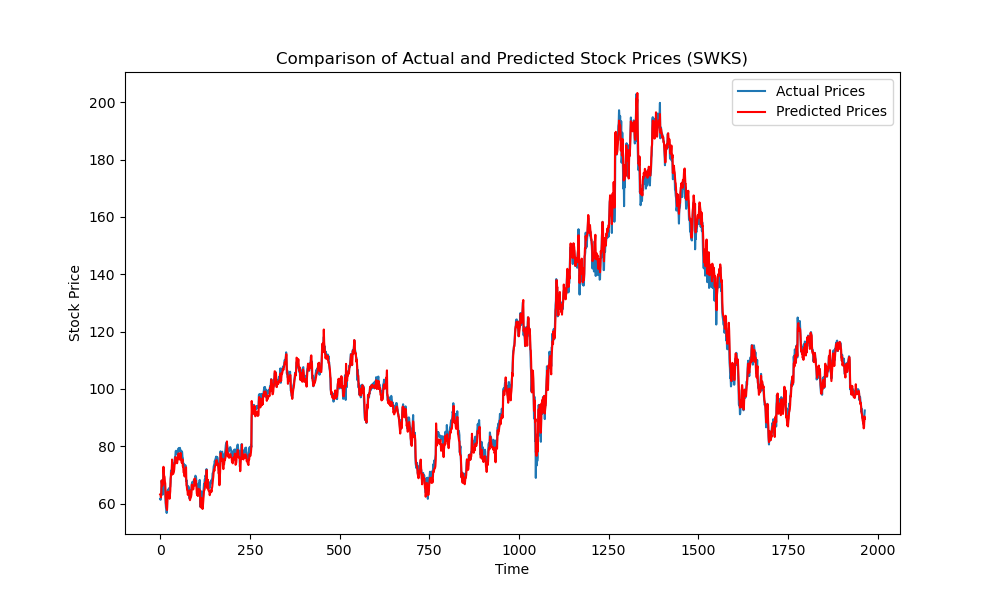 Comparison of Actual and Predicted Stock Prices (SWKS)
Actual Prices
Predicted Prices
Stock Price
200
180
160
140
120
100
80
60
0 250 500 750 1000 1250 1500 1750 2000
Time